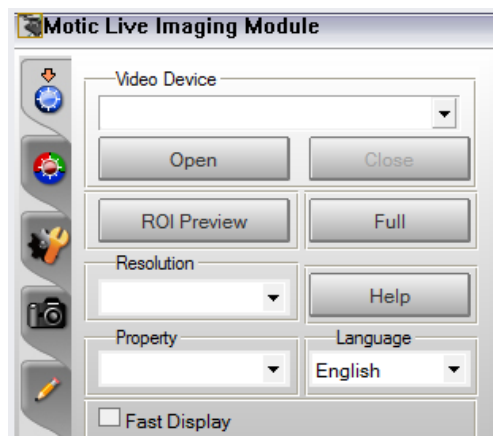 Motic Live Imaging Module
Video Device
Open Close
ROI Preview Full
Resolution
Help
Property Language
English
Fast Display